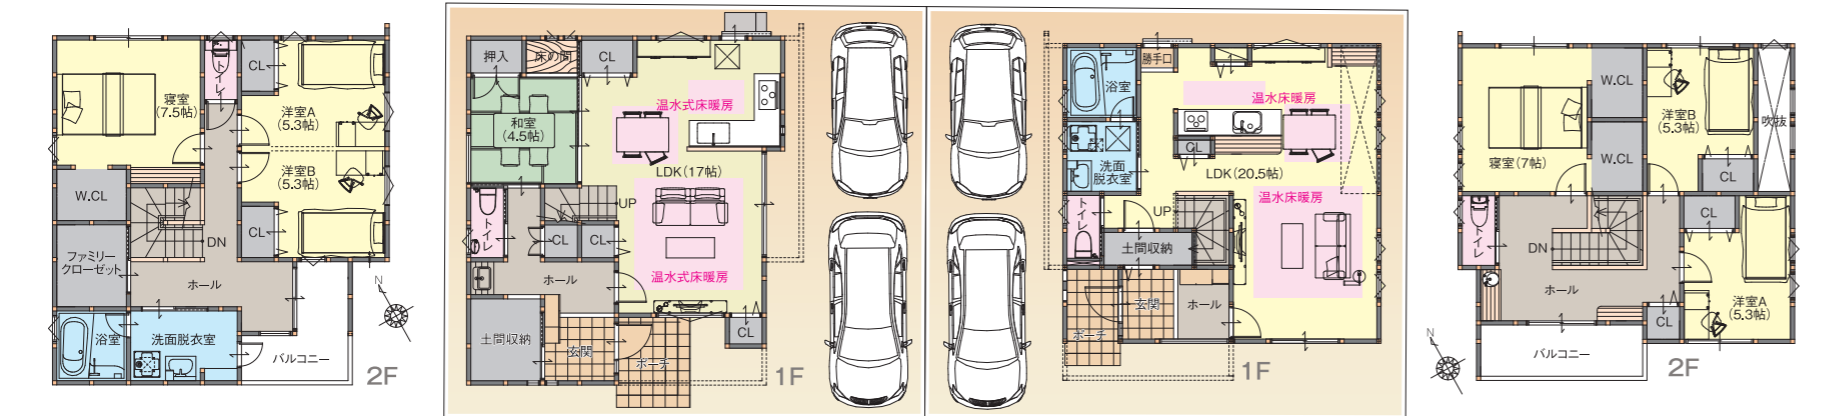 寝室
(7.5帖)
トイレ
CL
洋室A
(5.3帖)
洋室B
(5.3帖)
CL
W.CL
ファミリー
クローゼット
DN
ホール
浴室
洗面脱衣室
バルコニー
N
2F
押入
床の間
CL
温水式床暖房
和室
(4.5帖)
LDK(17帖)
UP
トイレ
CL
CL
温水式床暖房
ホール
土間収納
玄関
ポーチ
CL
1F
勝手口
浴室
温水床暖房
洗面
脱衣室
CL
LDK(20.5帖)
温水床暖房
トイレ
UP
土間収納
玄関
ホール
ポーチ
1F
W.CL
洋室B
(5.3帖)
吹抜
寝室(7帖)
W.CL
CL
トイレ
CL
DN
ホール
洋室A
(5.3帖)
CL
バルコニー
N
2F